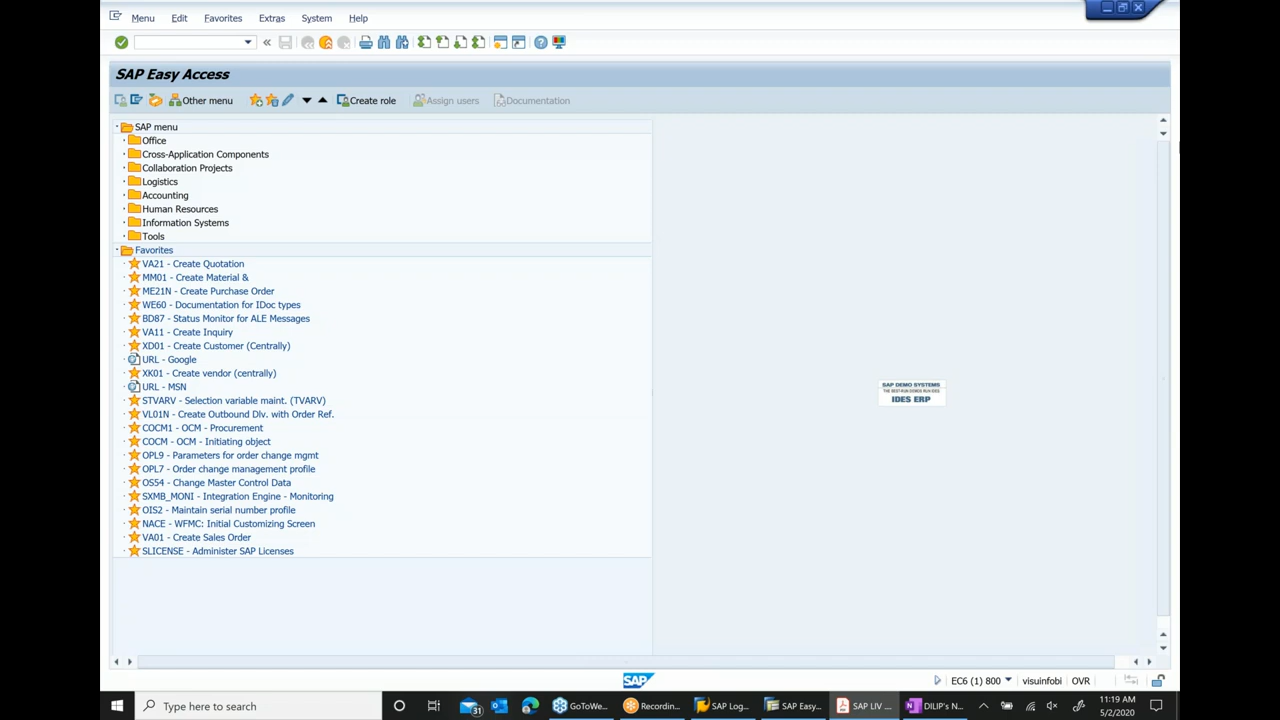 Menu Edit Favorites Extras System Help
SAP Easy Access
Other menu Create role Assign users Documentation
SAP menu
Office
Cross-Application Components
Collaboration Projects
Logistics
Accounting
Human Resources
Information Systems
Tools
Favorites
VA21 - Create Quotation
MM01 - Create Material &
ME21N - Create Purchase Order
WE60 - Documentation for IDoc types
BD87 - Status Monitor for ALE Messages
VA11 - Create Inquiry
XD01 - Create Customer (Centrally)
URL - Google
XK01 - Create vendor (centrally)
URL - MSN
STVARV - Selection variable maint. (TVARV)
VL01N - Create Outbound Dlv. with Order Ref.
COCM1 - OCM - Procurement
COCM - OCM - Initiating object
OPL9 - Parameters for order change mgmt
OPL7 - Order change management profile
OS54 - Change Master Control Data
SXMB_MONI - Integration Engine - Monitoring
OIS2 - Maintain serial number profile
NACE - WFMC: Initial Customizing Screen
VA01 - Create Sales Order
SLICENSE - Administer SAP Licenses
SAP DEMO SYSTEMS
THE BEST-RUN DEMOS RUN IDES
IDES ERP
SAP
EC6 (1) 800 visuinfobi OVR
Type here to search
31
GoToWe...
Recordin...
SAP Log...
SAP Easy...
SAP LIV ...
DILIP's N...
11:19 AM
5/2/2020